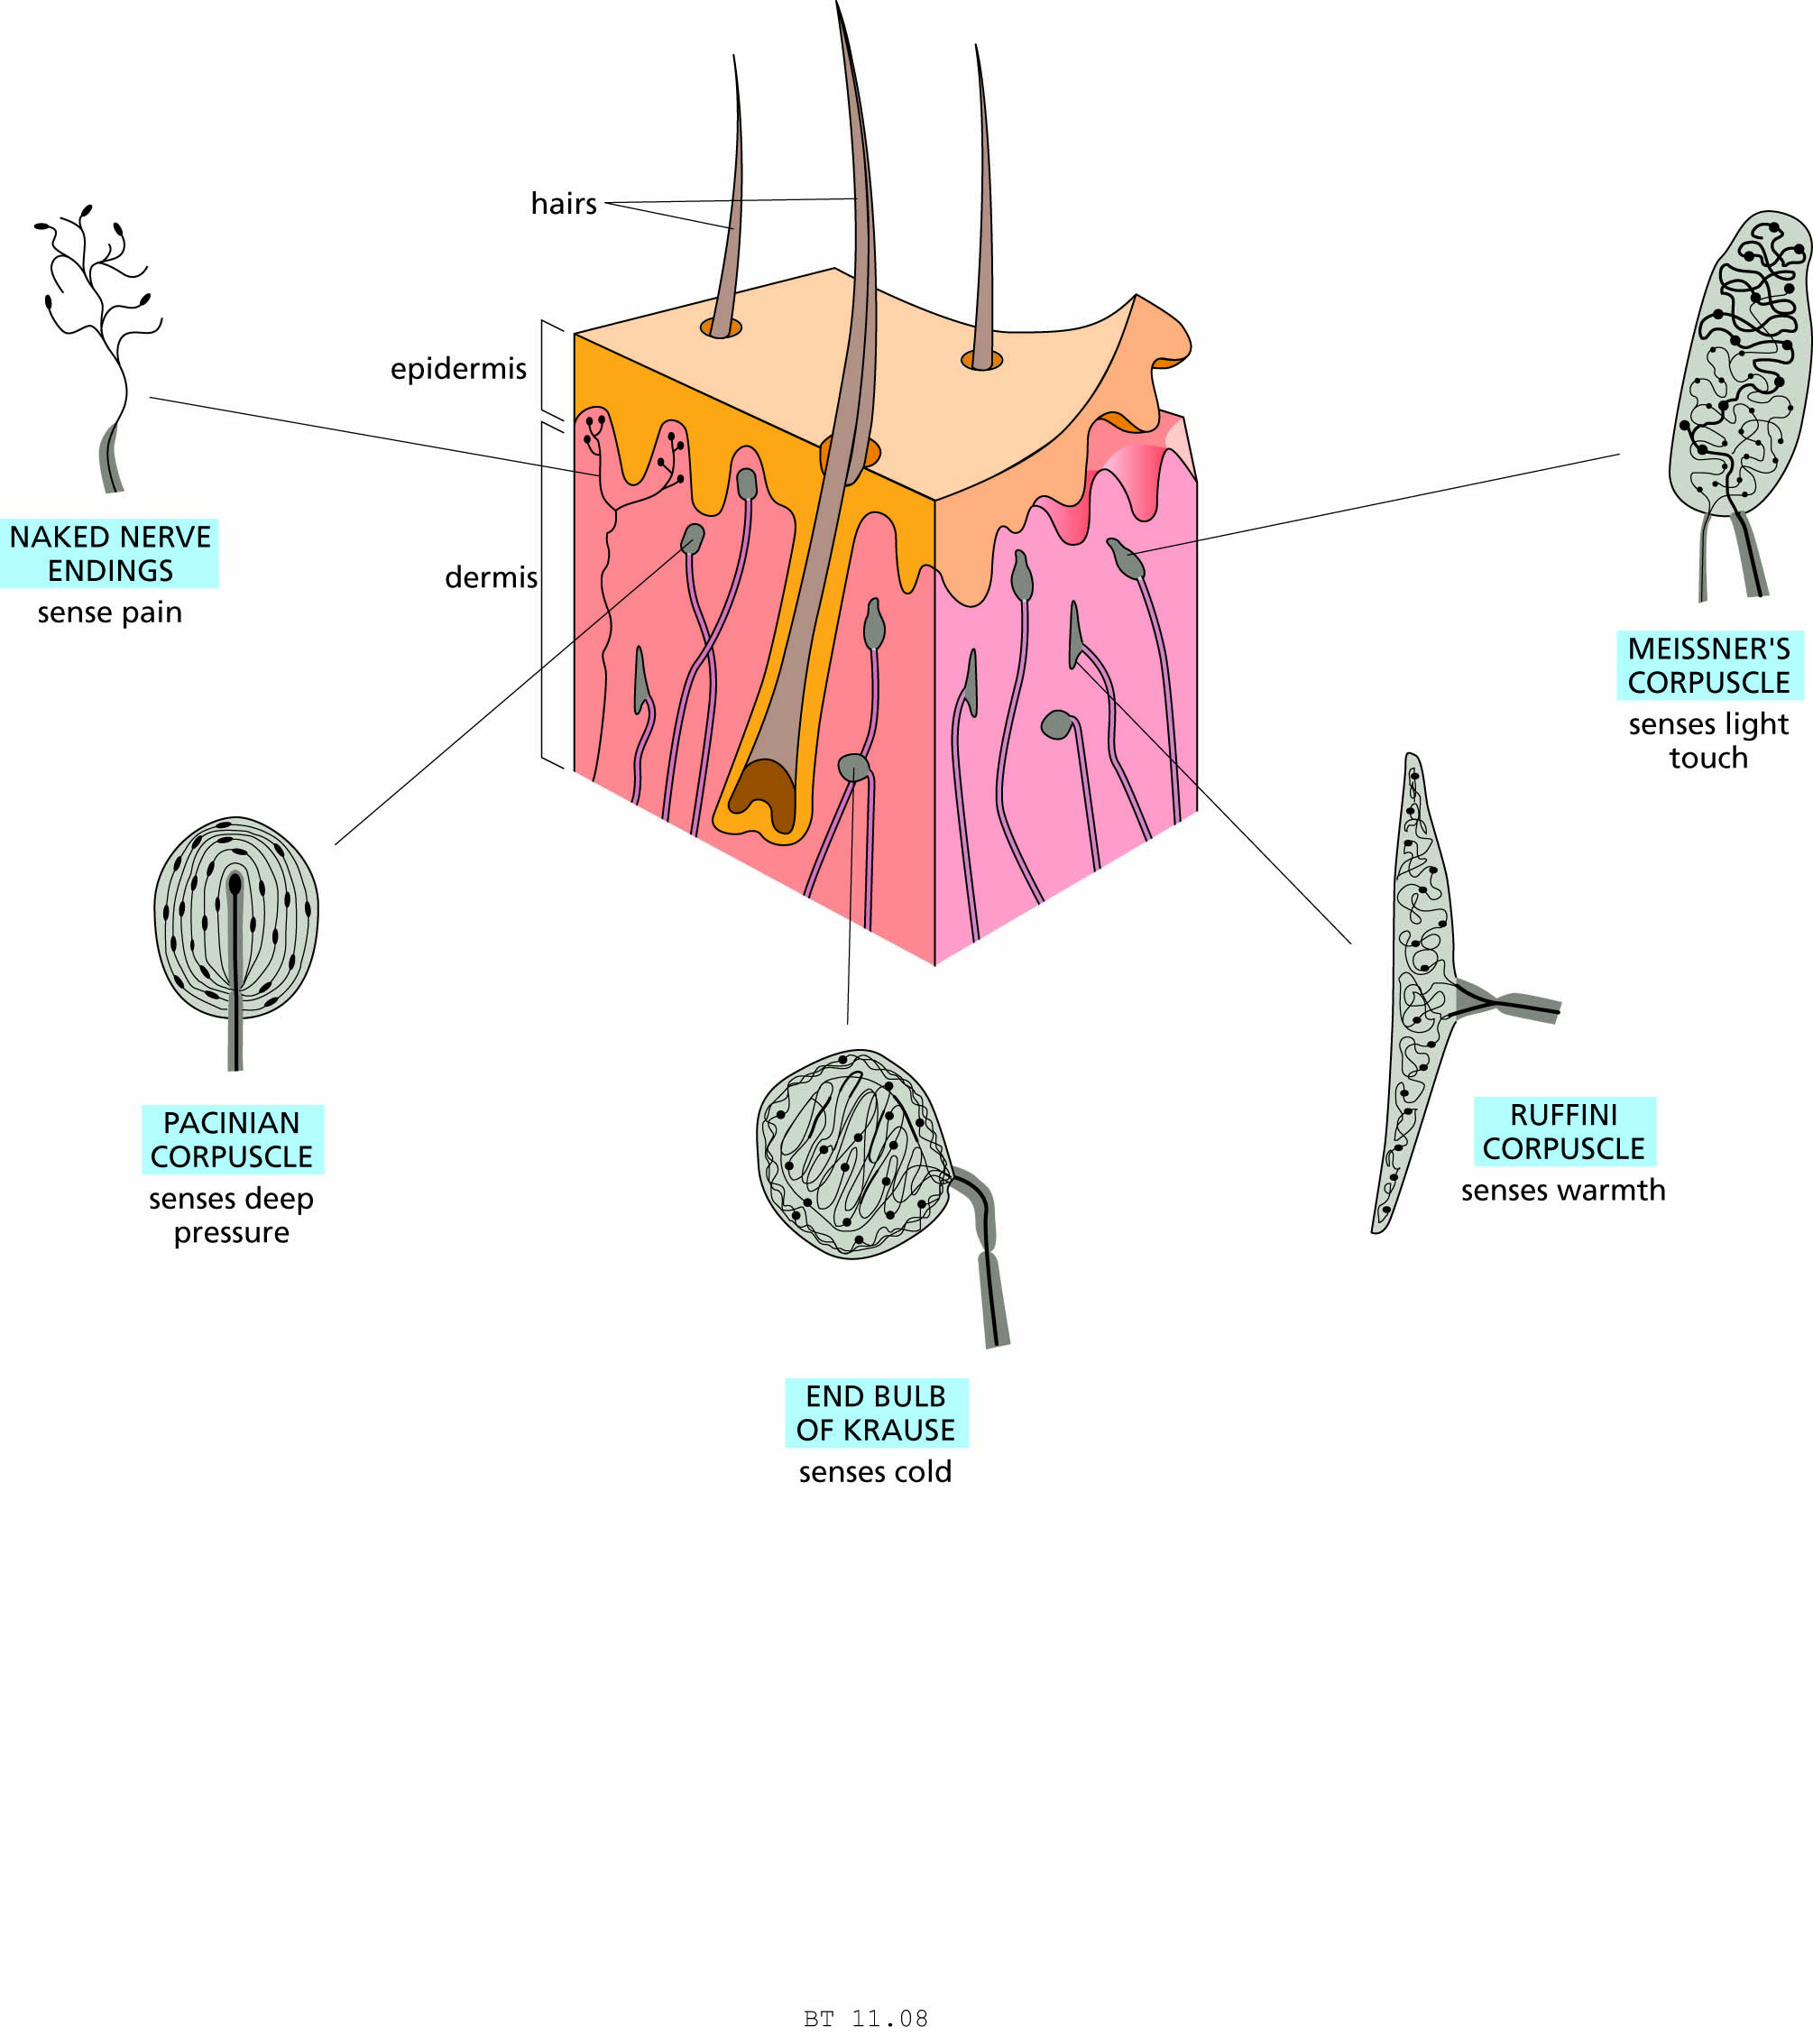 hairs
epidermis
dermis
NAKED NERVE
ENDINGS
sense pain
MEISSNER'S
CORPUSCLE
senses light
touch
PACINIAN
CORPUSCLE
senses deep
pressure
RUFFINI
CORPUSCLE
senses warmth
END BULB
OF KRAUSE
senses cold
BT 11.08